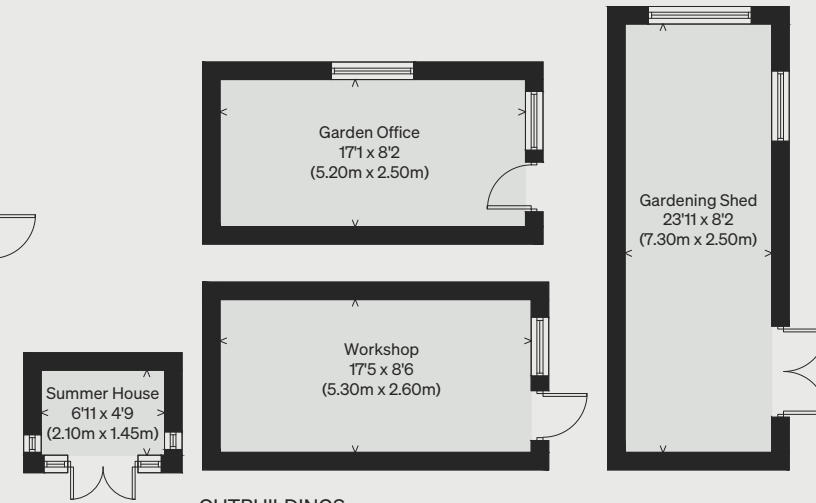 Garden Office
17'1 x 8'2
(5.20m x 2.50m)
Gardening Shed
23'11 x 8'2
(7.30m x 2.50m)
Workshop
17'5 x 8'6
(5.30m x 2.60m)
Summer House
6'11 x 4'9
(2.10m x 1.45m)
OUTBUILDINGS